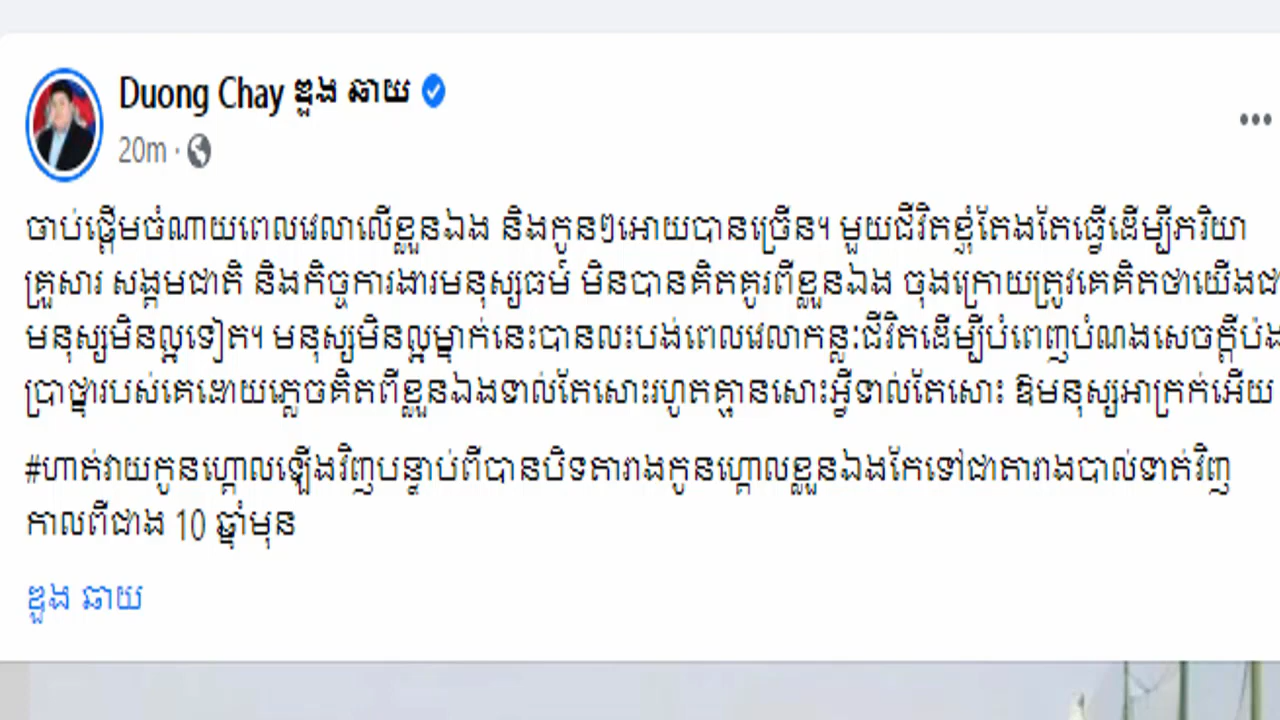 Duong Chay ឌួង ឆាយ
20m ·
ចាប់ផ្ដើមចំណាយពេលវេលាលើខ្លួនឯង និងកូនៗអោយបានច្រើន។ មួយជីវិតខ្ញុំតែងតែធ្វើដើម្បីភរិយា
គ្រួសារ សង្គមជាតិ និងកិច្ចការងារមនុស្សធម៌ មិនបានគិតគូរពីខ្លួនឯង ចុងក្រោយត្រូវគេគិតថាយើងជា
មនុស្សមិនល្អទៀត។ មនុស្សមិនល្អម្នាក់នេះបានលះបង់ពេលវេលាកន្លះជីវិតដើម្បីបំពេញបំណងសេចក្ដីប៉ង
ប្រាថ្នារបស់គេដោយភ្លេចគិតពីខ្លួនឯងទាល់តែសោះរហូតគ្មានសោះអ្វីទាល់តែសោះ ឱមនុស្សអាក្រក់អើយ
#ហាត់វាយកូនហ្គោលឡើងវិញបន្ទាប់ពីបានបិទតារាងកូនហ្គោលខ្លួនឯងកែទៅជាតារាងបាល់ទាត់វិញ
កាលពីជាង 10 ឆ្នាំមុន
ឌួង ឆាយ